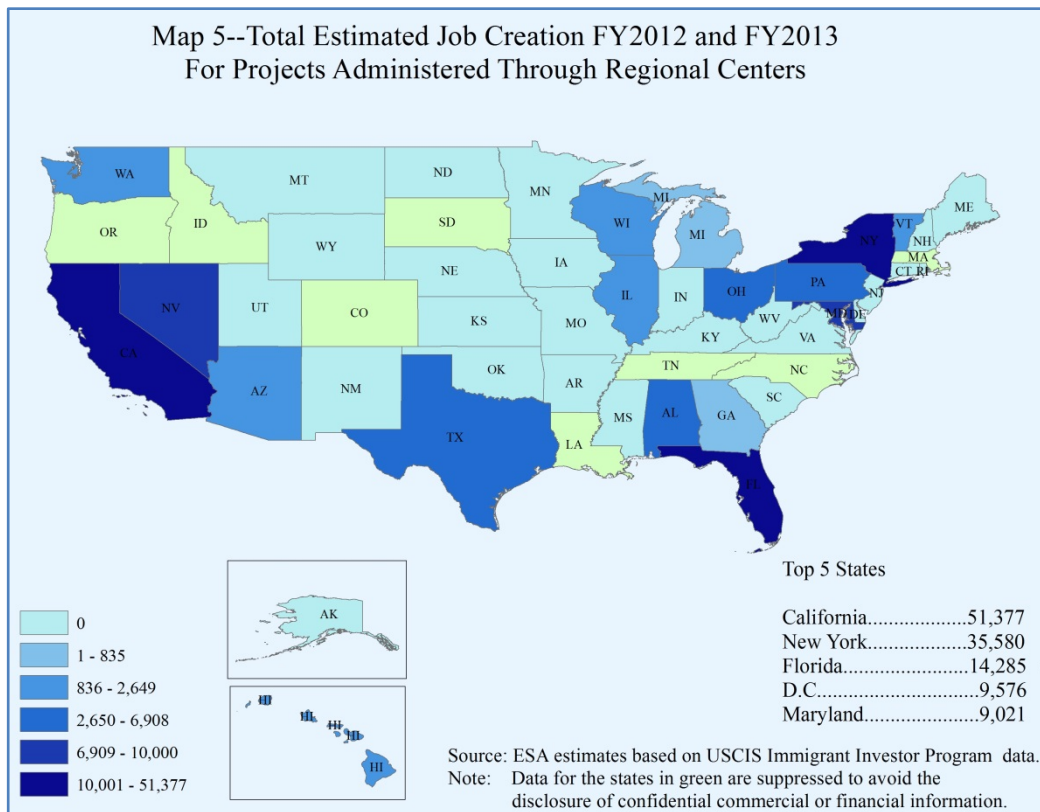 Map 5--Total Estimated Job Creation FY2012 and FY2013
For Projects Administered Through Regional Centers
WA
MT
ND
MN
ME
MI
VT
NH
OR
ID
SD
WI
MI
NY
MA
CT RI
WY
IA
NE
PA
NJ
NV
UT
CO
IL
IN
OH
MD
DE
WV
VA
KS
MO
KY
CA
AZ
NM
OK
AR
TN
NC
SC
MS
AL
GA
TX
LA
FL
AK
HI
HI
HI
HI
HI
0
1 - 835
836 - 2,649
2,650 - 6,908
6,909 - 10,000
10,001 - 51,377
Top 5 States
California....................51,377
New York.....................35,580
Florida..........................14,285
D.C................................9,576
Maryland.......................9,021
Source: ESA estimates based on USCIS Immigrant Investor Program data.
Note: Data for the states in green are suppressed to avoid the
disclosure of confidential commercial or financial information.